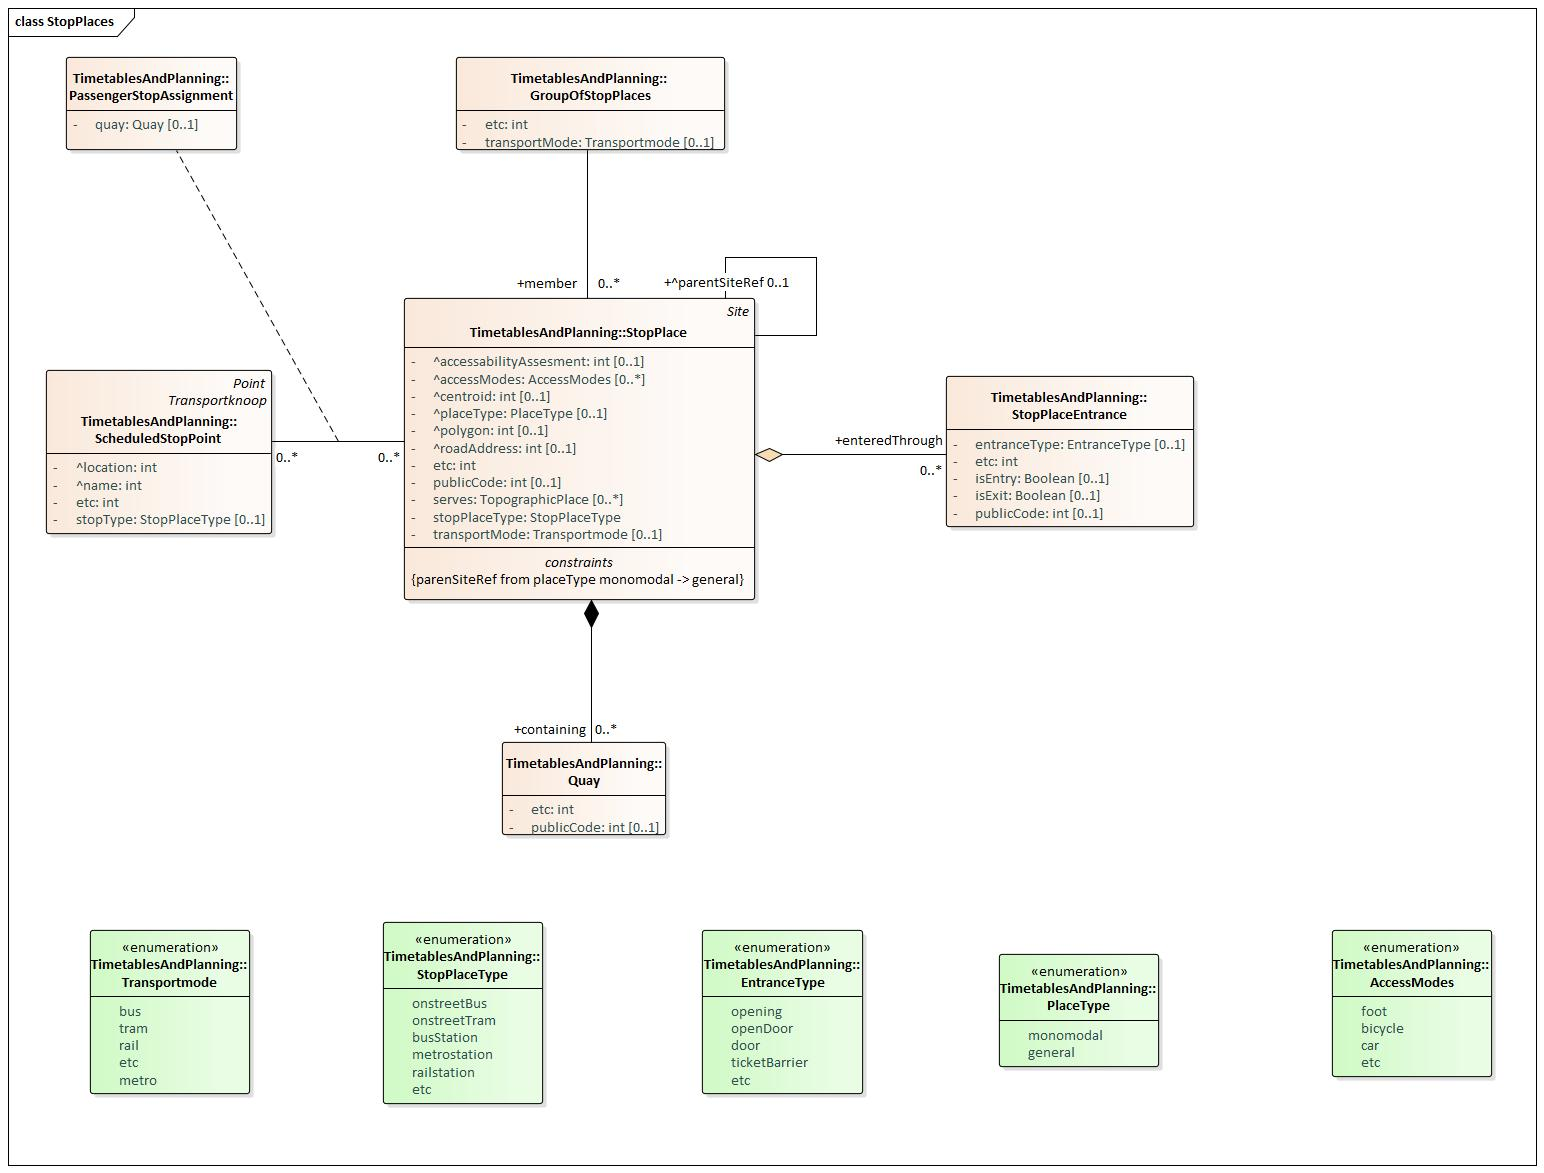 class StopPlaces
TimetablesAndPlanning::
PassengerStopAssignment
- quay: Quay [0..1]
TimetablesAndPlanning::
GroupOfStopPlaces
- etc: int
- transportMode: Transportmode [0..1]
+member 0..*
+^parentSiteRef 0..1
Site
TimetablesAndPlanning::StopPlace
- ^accessabilityAssesment: int [0..1]
- ^accessModes: AccessModes [0..*]
- ^centroid: int [0..1]
- ^placeType: PlaceType [0..1]
- ^polygon: int [0..1]
- ^roadAddress: int [0..1]
- etc: int
- publicCode: int [0..1]
- serves: TopographicPlace [0..*]
- stopPlaceType: StopPlaceType
- transportMode: Transportmode [0..1]
constraints
{parenSiteRef from placeType monomodal -> general}
Point
Transportknoop
TimetablesAndPlanning::
ScheduledStopPoint
- ^location: int
- ^name: int
- etc: int
- stopType: StopPlaceType [0..1]
0..* 0..*
+enteredThrough
0..*
TimetablesAndPlanning::
StopPlaceEntrance
- entranceType: EntranceType [0..1]
- etc: int
- isEntry: Boolean [0..1]
- isExit: Boolean [0..1]
- publicCode: int [0..1]
+containing 0..*
TimetablesAndPlanning::
Quay
- etc: int
- publicCode: int [0..1]
«enumeration»
TimetablesAndPlanning::
Transportmode
bus
tram
rail
etc
metro
«enumeration»
TimetablesAndPlanning::
StopPlaceType
onstreetBus
onstreetTram
busStation
metrostation
railstation
etc
«enumeration»
TimetablesAndPlanning::
EntranceType
opening
openDoor
door
ticketBarrier
etc
«enumeration»
TimetablesAndPlanning::
PlaceType
monomodal
general
«enumeration»
TimetablesAndPlanning::
AccessModes
foot
bicycle
car
etc